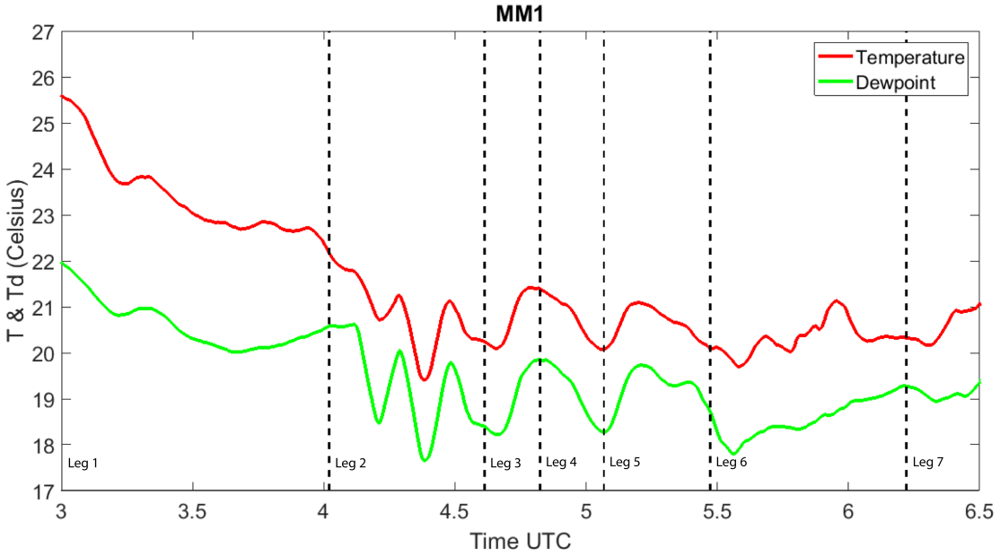 MM1
27
26
25
24
23
22
21
20
19
18
17
T & Td (Celsius)
Temperature
Dewpoint
Leg 1 Leg 2 Leg 3 Leg 4 Leg 5 Leg 6 Leg 7
3 3.5 4 4.5 5 5.5 6 6.5
Time UTC